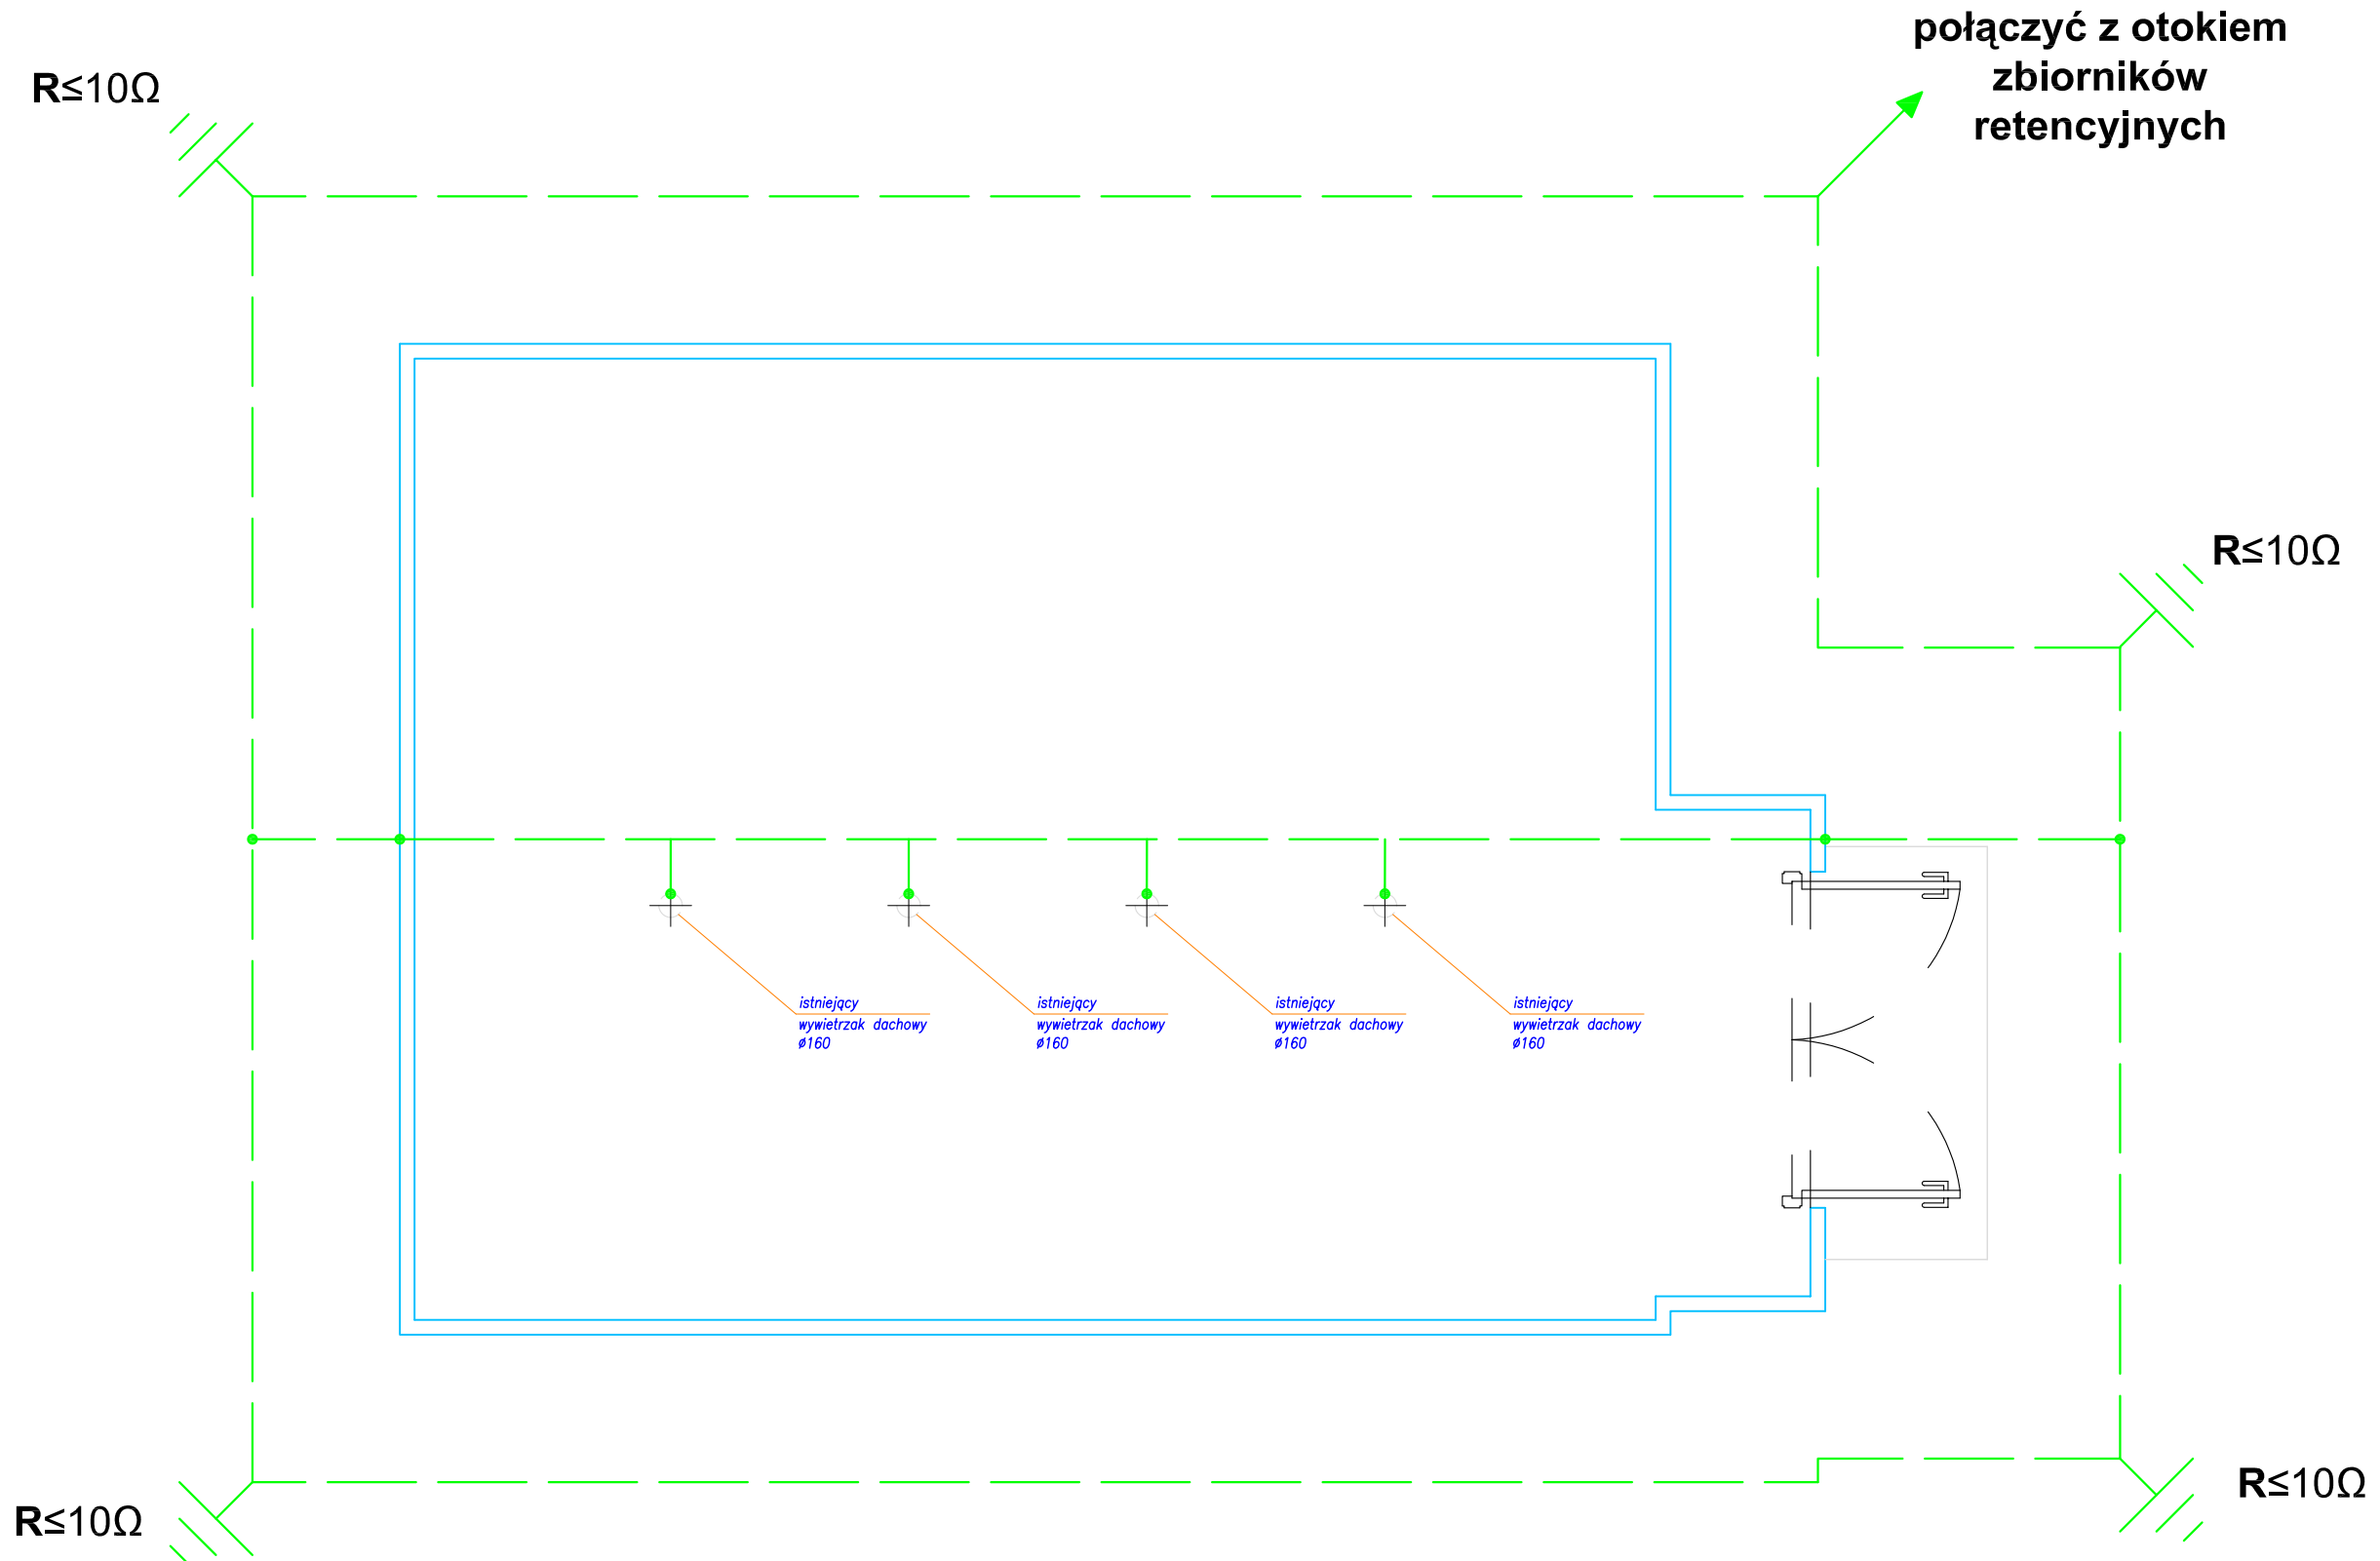 połączyć z otokiem
zbiorników
retencyjnych
R≤10Ω
R≤10Ω
istniejący
wywietrzak dachowy
ø160
istniejący
wywietrzak dachowy
ø160
istniejący
wywietrzak dachowy
ø160
istniejący
wywietrzak dachowy
ø160
R≤10Ω
R≤10Ω